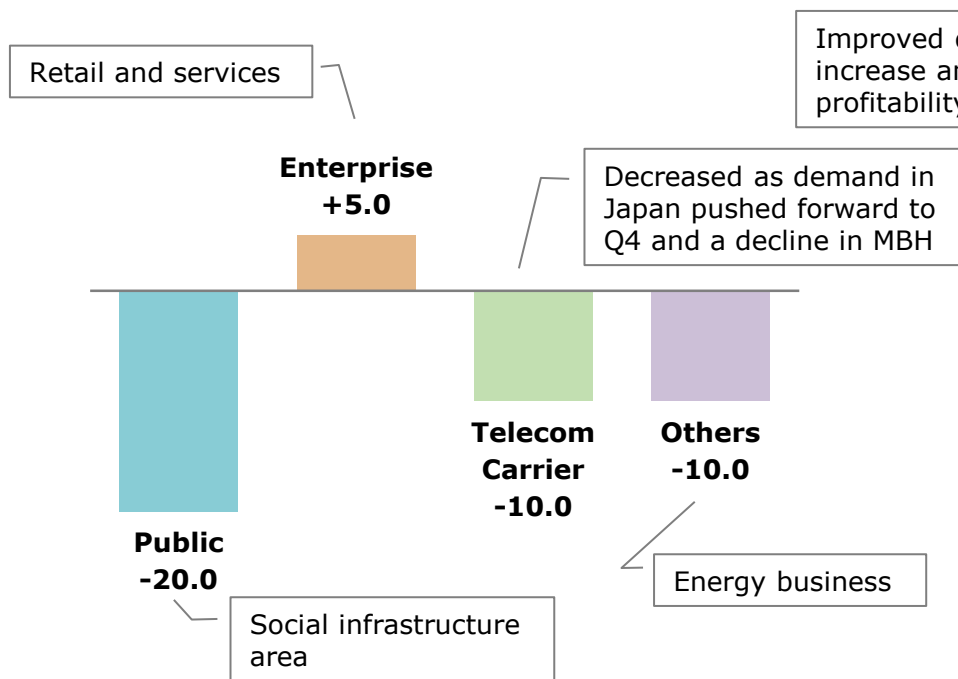 Improved
increase
profitability
Retail and services
Enterprise
+5.0
Decreased as demand in
Japan pushed forward to
Q4 and a decline in MBH
Telecom
Carrier
-10.0
Others
-10.0
Public
-20.0
Energy business
Social infrastructure
area